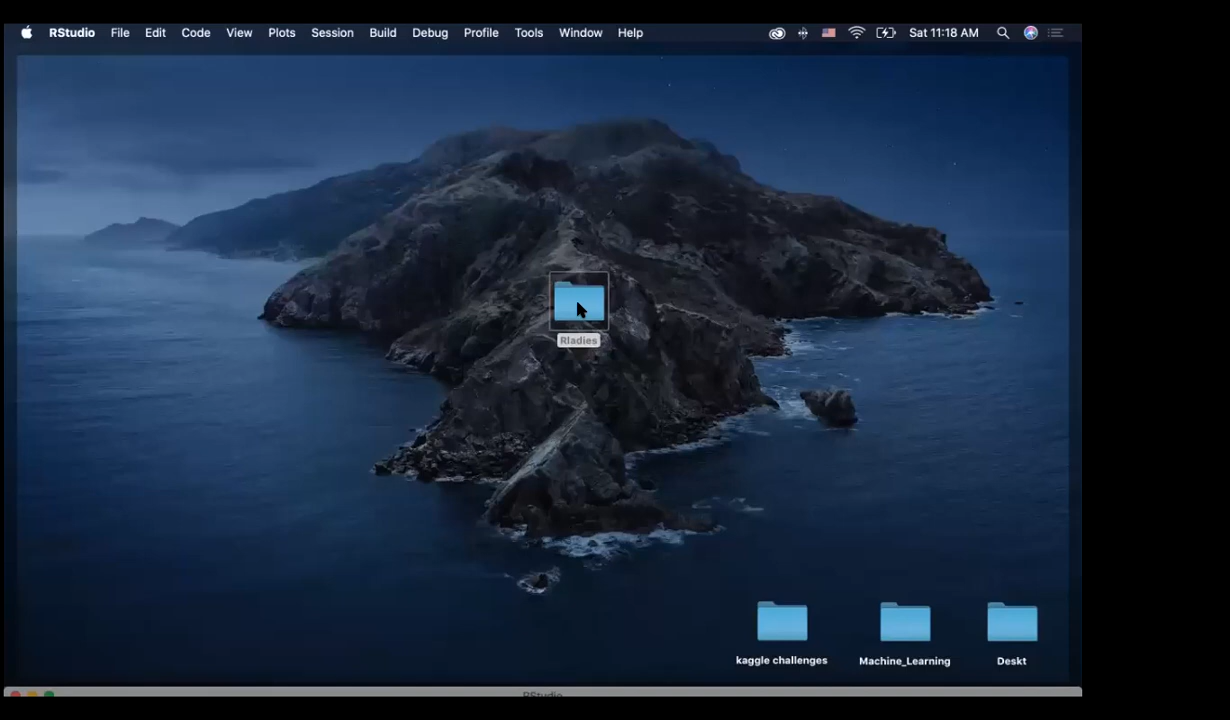 RStudio File Edit Code View Plots Session Build Debug Profile Tools Window Help Sat 11:18 AM
Rladies
kaggle challenges Machine_Learning Deskt
RStudio